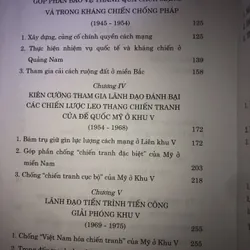 VÀ TRONG KHÁNG CHIẾN CHỐNG PHÁP
(1945 - 1954) 125
1. Xây dựng, củng cố chính quyền cách mạng
2. Thực hiện nghĩa vụ quốc tế và kháng chiến ở
Quảng Nam 139
3. Tham gia cải cách ruộng đất ở miền Bắc 158
Chương IV
KIÊN CƯỜNG THAM GIA LÃNH ĐẠO ĐÁNH BẠI
CÁC CHIẾN LƯỢC LEO THANG CHIẾN TRANH
CỦA ĐẾ QUỐC MỸ Ở KHU V
(1954 - 1968) 172
1. Bám trụ giữ gìn lực lượng cách mạng ở Liên khu V 172
2. Góp phần chống "chiến tranh đặc biệt" của Mỹ ở
miền Nam 203
3. Chống "chiến tranh cục bộ" của Mỹ ở Khu V 218
Chương V
LÃNH ĐẠO TIẾN TRÌNH TIẾN CÔNG
GIẢI PHÓNG KHU V
(1969 - 1975) 255
1. Chống "Việt Nam hóa chiến tranh" của Mỹ ở Khu V 255